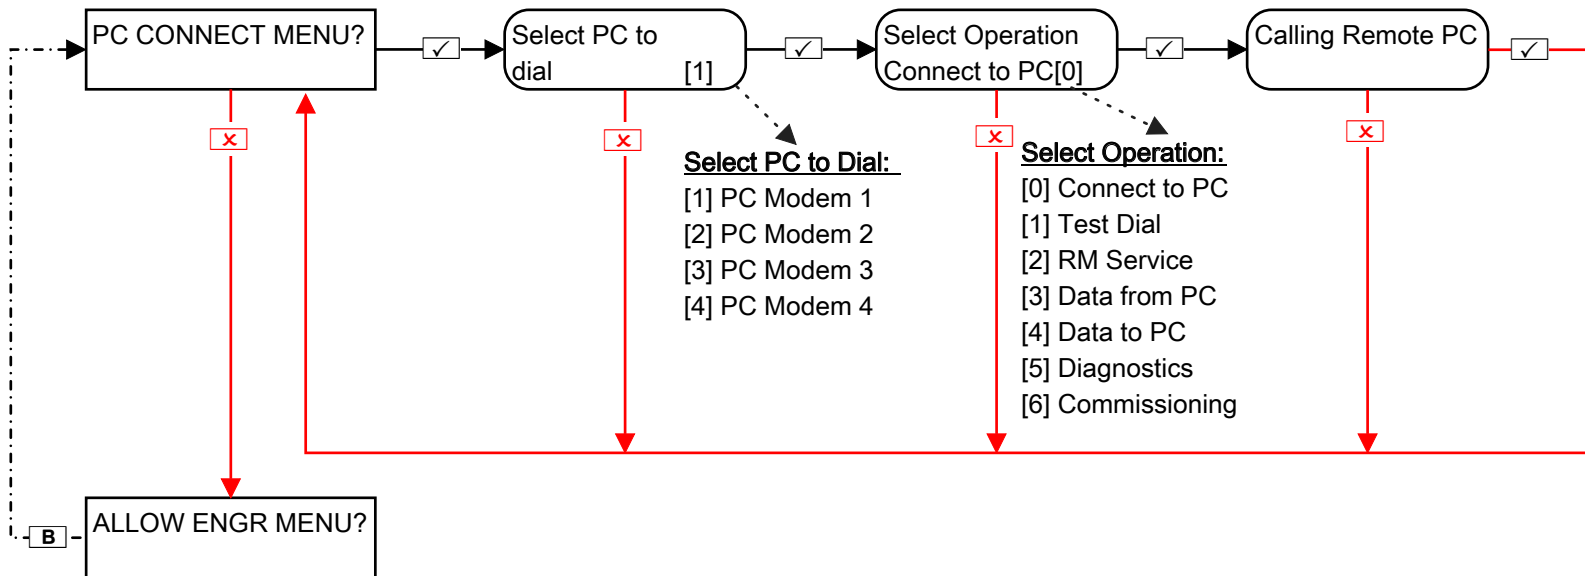 PC CONNECT MENU?
✓
Select PC to
dial [1]
✓
Select Operation
Connect to PC[0]
✓
Calling Remote PC
✓
x
x
x
x
Select PC to Dial:
[1] PC Modem 1
[2] PC Modem 2
[3] PC Modem 3
[4] PC Modem 4
Select Operation:
[0] Connect to PC
[1] Test Dial
[2] RM Service
[3] Data from PC
[4] Data to PC
[5] Diagnostics
[6] Commissioning
ALLOW ENGR MENU?
B